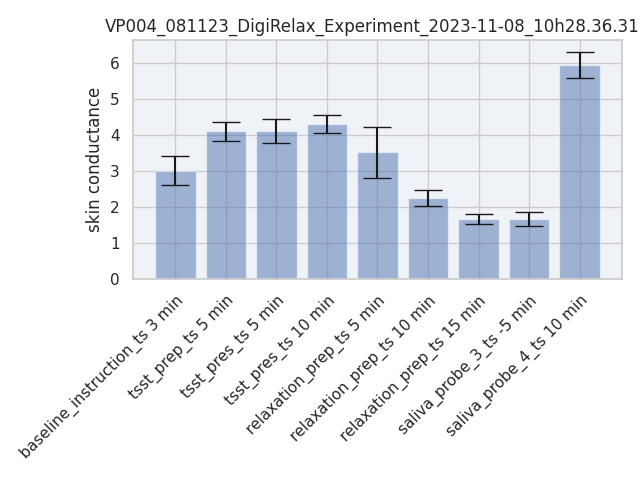 VP004_081123_DigiRelax_Experiment_2023-11-08_10h28.36.31
skin conductance
6
5
4
3
2
1
0
baseline_instruction_ts 3 min
tsst_prep_ts 5 min
tsst_pres_ts 5 min
tsst_pres_ts 10 min
relaxation_prep_ts 5 min
relaxation_prep_ts 10 min
relaxation_prep_ts 15 min
saliva_probe_3_ts -5 min
saliva_probe_4_ts 10 min